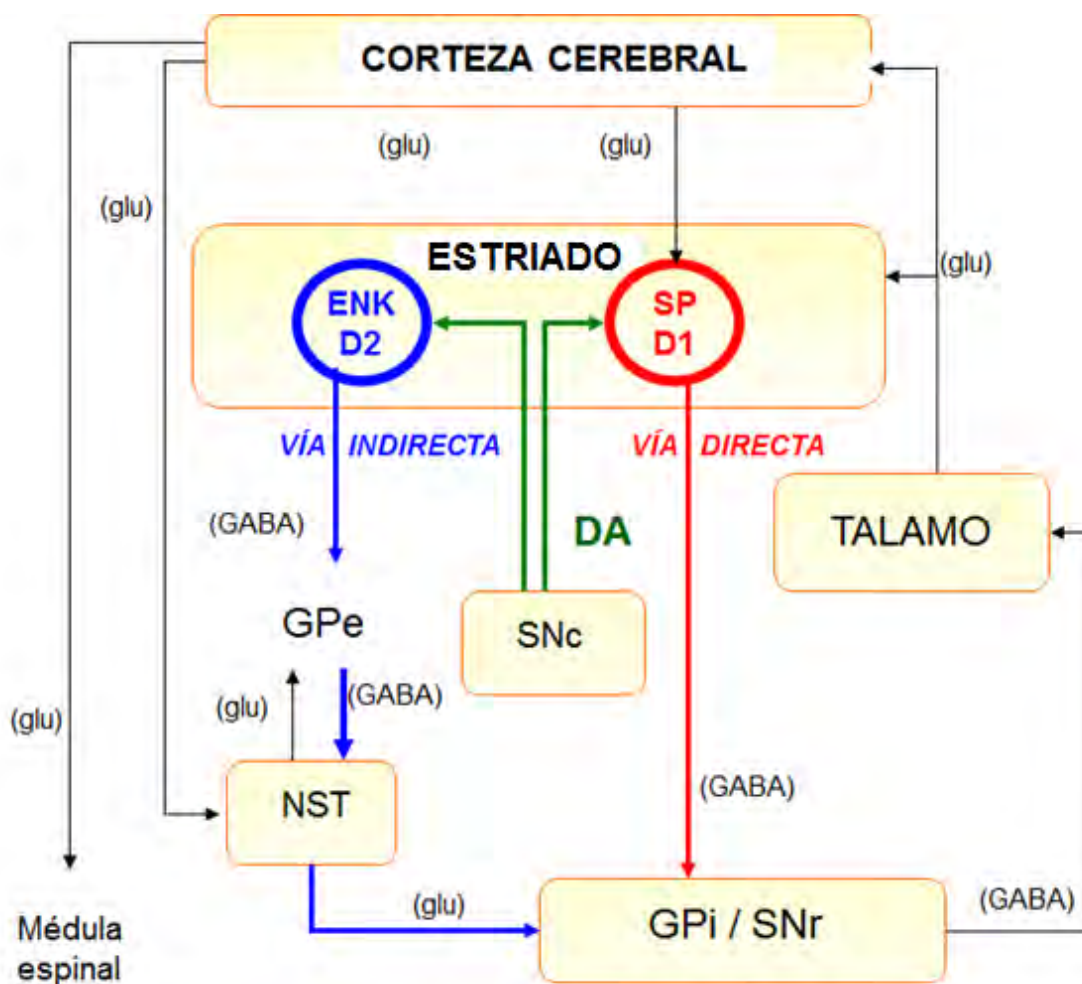 CORTEZA CEREBRAL
(glu)
(glu)
(glu)
ESTRIADO
(glu)
ENK
D2
SP
D1
VÍA INDIRECTA
VÍA DIRECTA
(GABA)
DA
TALAMO
GPe
SNc
(glu)
(GABA)
(glu)
NST
(GABA)
(glu)
GPi / SNr
(GABA)
Médula
espinal